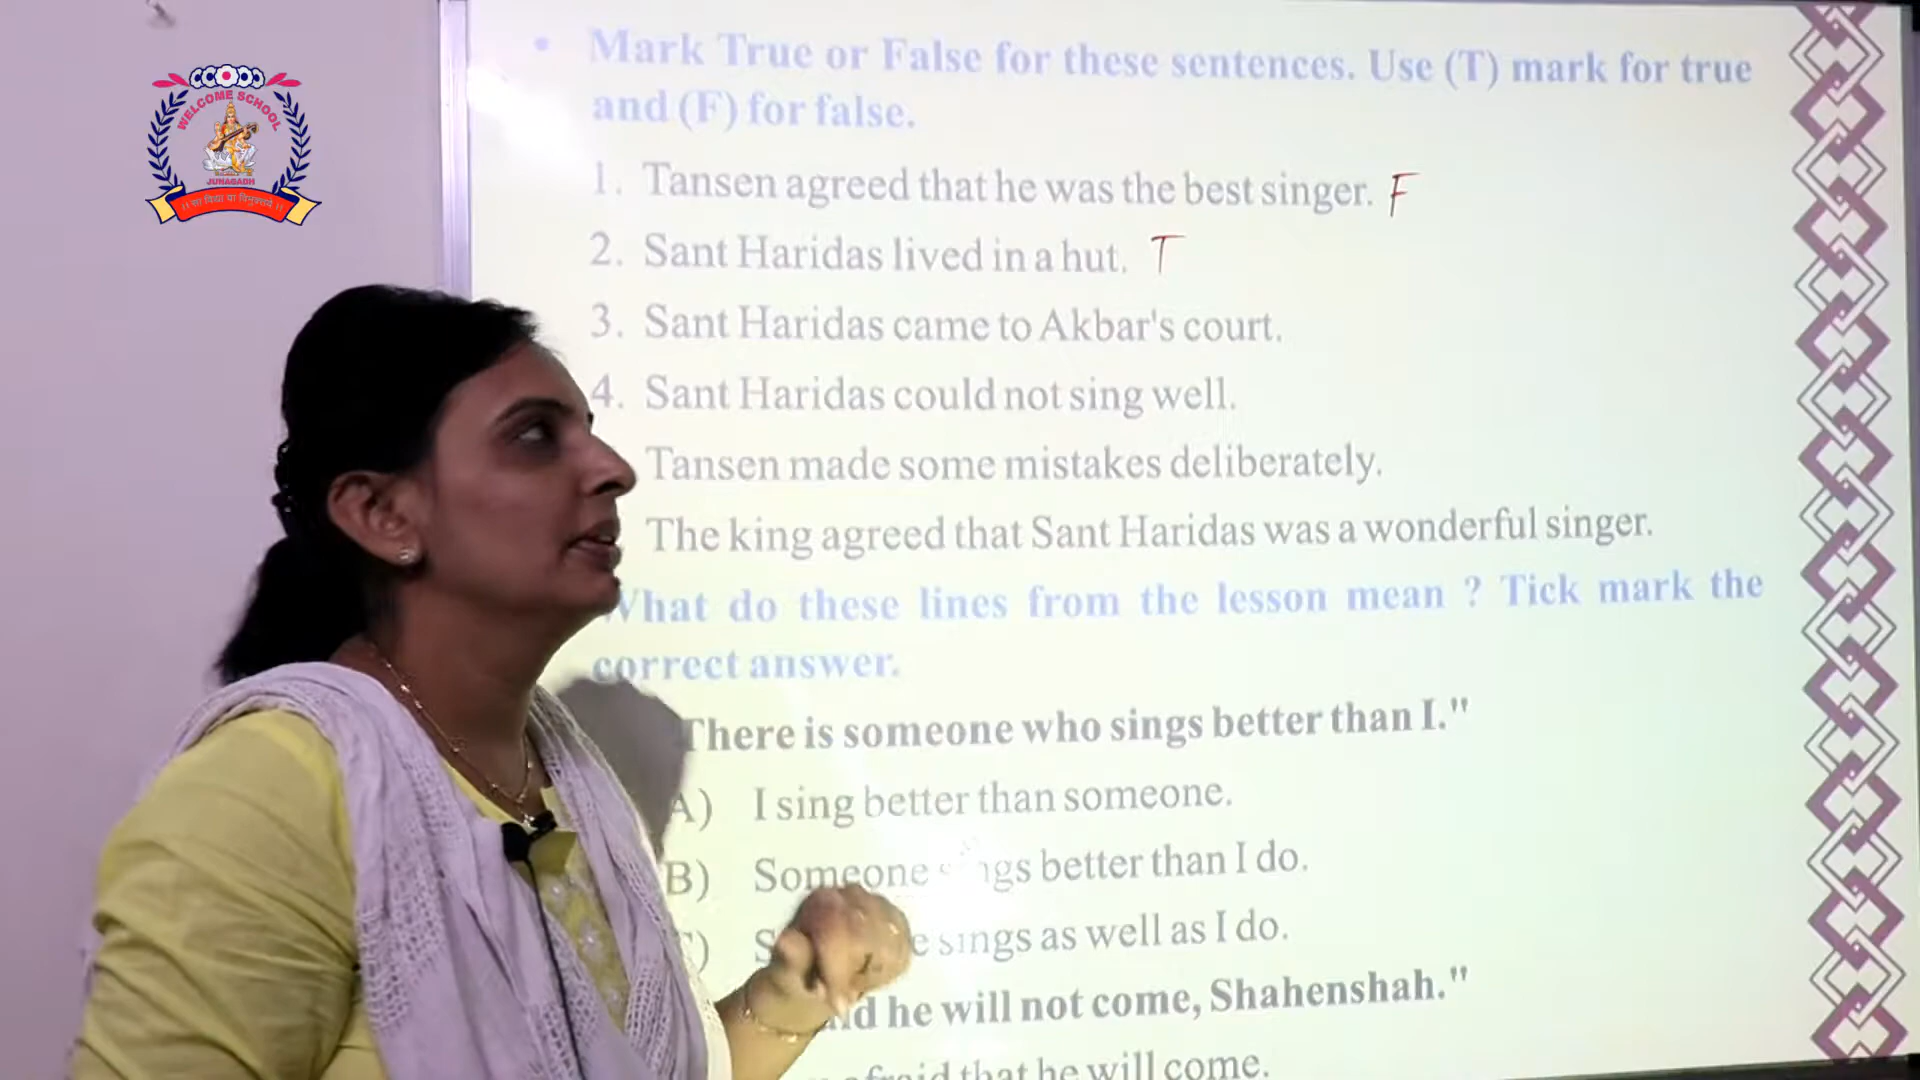 WELCOME SCHOOL
JUNAGADH
।। सा विद्या या विमुक्तये ।।
• Mark True or False for these sentences. Use (T) mark for true
and (F) for false.
1. Tansen agreed that he was the best singer. F
2. Sant Haridas lived in a hut. T
3. Sant Haridas came to Akbar's court.
4. Sant Haridas could not sing well.
Tansen made some mistakes deliberately.
The king agreed that Sant Haridas was a wonderful singer.
What do these lines from the lesson mean ? Tick mark the
correct answer.
There is someone who sings better than I."
A) I sing better than someone.
B) Someone better than I do.
sings as well as I do.
he will not come, Shahenshah."
that he will come.